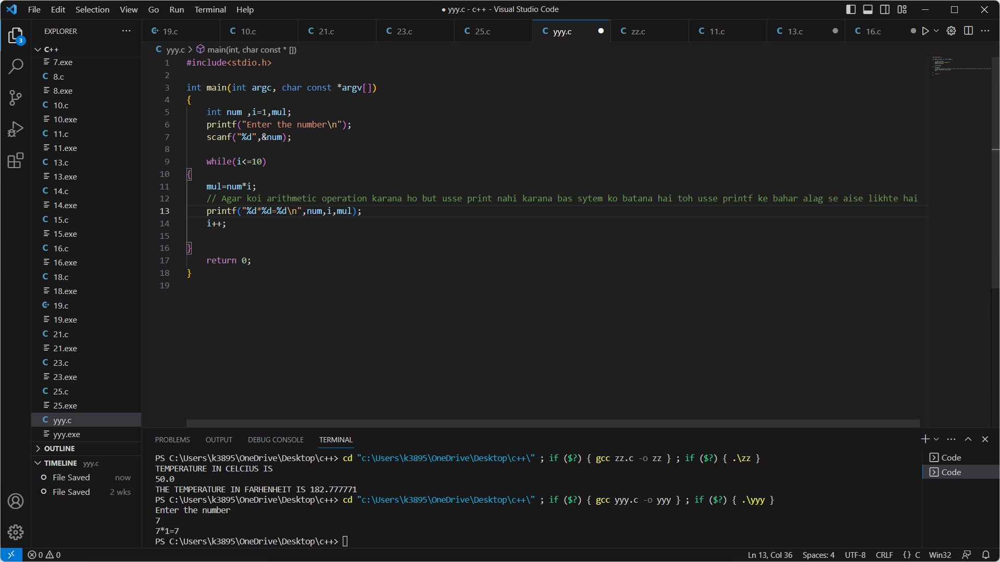 File Edit Selection View Go Run Terminal Help
● yyy.c - c++ - Visual Studio Code
EXPLORER
19.c 10.c 21.c 23.c 25.c yyy.c zz.c 11.c 13.c 16.c
3
C++
7.exe
8.c
8.exe
10.c
10.exe
11.c
11.exe
13.c
13.exe
14.c
14.exe
15.c
15.exe
16.c
16.exe
18.c
18.exe
19.c
19.exe
21.c
21.exe
23.c
23.exe
25.c
25.exe
yyy.c
yyy.exe
OUTLINE
TIMELINE yyy.c
File Saved now
File Saved 2 wks
yyy.c > main(int, char const * [])
1 #include<stdio.h>
2
3 int main(int argc, char const *argv[])
4 {
5 int num ,i=1,mul;
6 printf("Enter the number\n");
7 scanf("%d",&num);
8
9 while(i<=10)
10 {
11 mul=num*i;
12 // Agar koi arithmetic operation karana ho but usse print nahi karana bas sytem ko batana hai toh usse printf ke bahar alag se aise likhte hai
13 printf("%d*%d=%d\n",num,i,mul);
14 i++;
15
16 }
17 return 0;
18 }
19
PROBLEMS OUTPUT DEBUG CONSOLE TERMINAL
PS C:\Users\k3895\OneDrive\Desktop\c++> cd "c:\Users\k3895\OneDrive\Desktop\c++\" ; if ($?) { gcc zz.c -o zz } ; if ($?) { .\zz }
TEMPERATURE IN CELCIUS IS
50.0
THE TEMPERATURE IN FARHENHEIT IS 182.777771
PS C:\Users\k3895\OneDrive\Desktop\c++> cd "c:\Users\k3895\OneDrive\Desktop\c++\" ; if ($?) { gcc yyy.c -o yyy } ; if ($?) { .\yyy }
Enter the number
7
7*1=7
PS C:\Users\k3895\OneDrive\Desktop\c++>
Code
Code
0 0
Ln 13, Col 36 Spaces: 4 UTF-8 CRLF {} C Win32